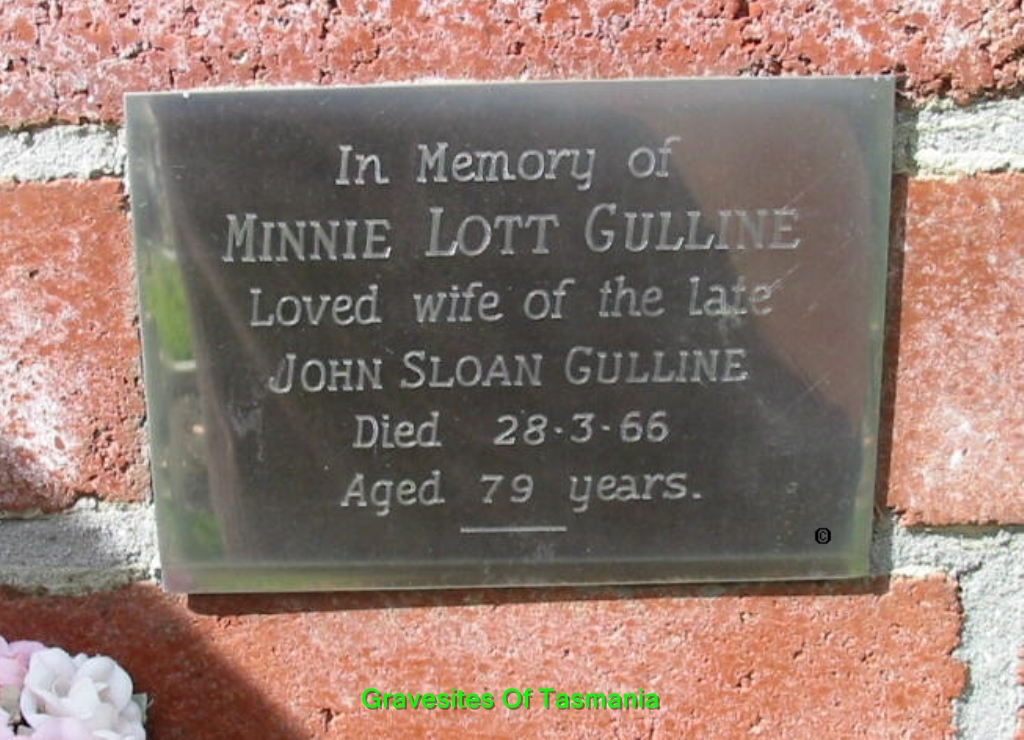 In Memory of
MINNIE LOTT GULLINE
Loved wife of the late
JOHN SLOAN GULLINE
Died 28·3·66
Aged 79 years.
©
Gravesites Of Tasmania